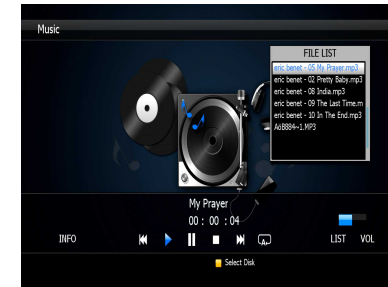 Music
FILE LIST
eric benet - 05 My Prayer.mp3
eric benet - 02 Pretty Baby.mp3
eric benet - 08 India.mp3
eric benet - 09 The Last Time.m
eric benet - 10 In The End.mp3
AöB884~1.MP3
My Prayer
00 : 00 : 04
INFO
LIST VOL
Select Disk